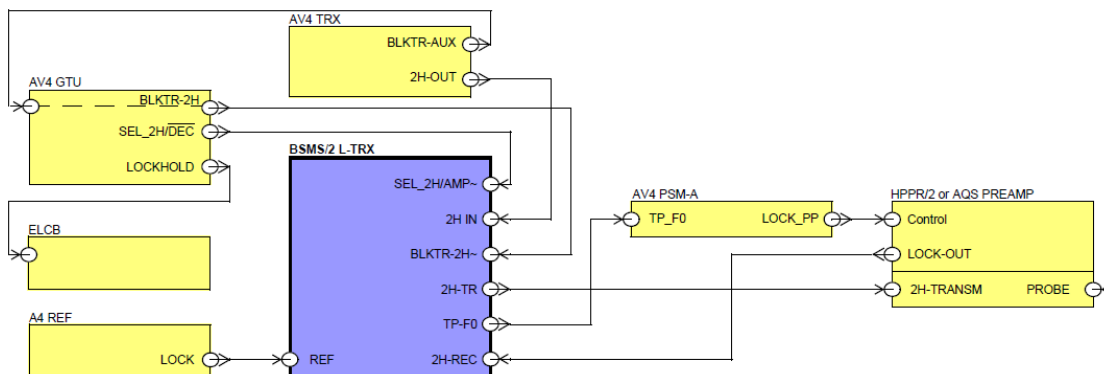 AV4 TRX
BLKTR-AUX
2H-OUT
AV4 GTU
BLKTR-2H
SEL_2H/DEC
LOCKHOLD
BSMS/2 L-TRX
SEL_2H/AMP~
2H IN
BLKTR-2H~
2H-TR
TP-F0
REF
2H-REC
ELCB
A4 REF
LOCK
AV4 PSM-A
TP_F0
LOCK_PP
HPPR/2 or AQS PREAMP
Control
LOCK-OUT
2H-TRANSM
PROBE